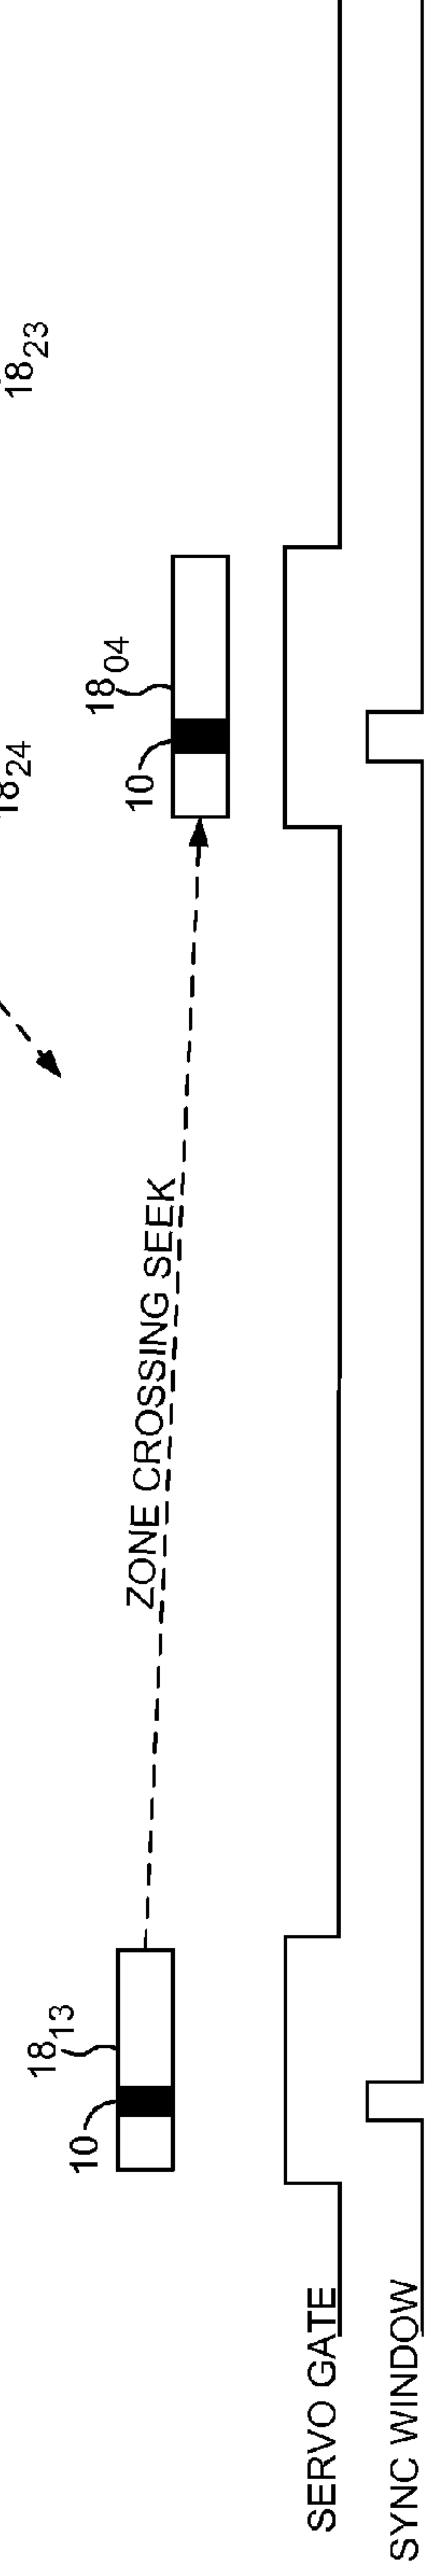 18₂₃
18₂₄
18₁₃
10
ZONE CROSSING SEEK
18₀₄
10
SERVO GATE
SYNC WINDOW